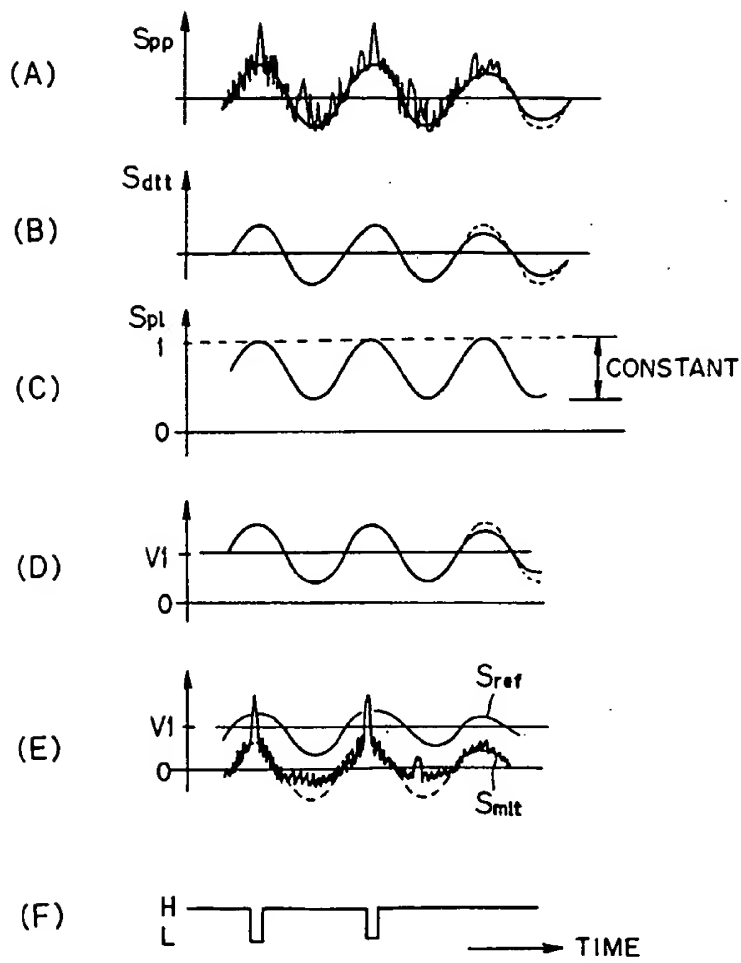 (A)
Spp
(B)
Sdtt
(C)
Spl
1
CONSTANT
0
(D)
V1
0
(E)
Sref
V1
0
Smlt
(F)
H
L
TIME